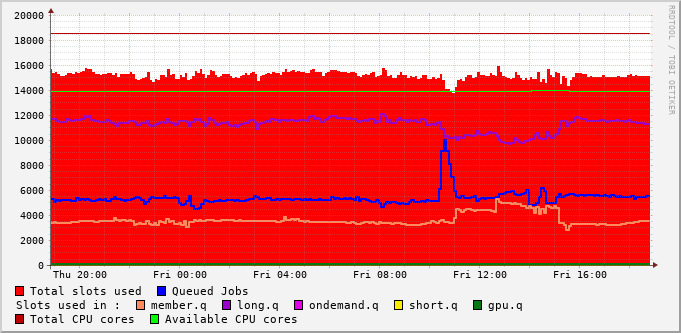 20000
18000
16000
14000
12000
10000
8000
6000
4000
2000
0
Thu 20:00 Fri 00:00 Fri 04:00 Fri 08:00 Fri 12:00 Fri 16:00
Total slots used Queued Jobs
Slots used in : member.q long.q ondemand.q short.q gpu.q
Total CPU cores Available CPU cores
RRDTOOL / TOBI OETIKER